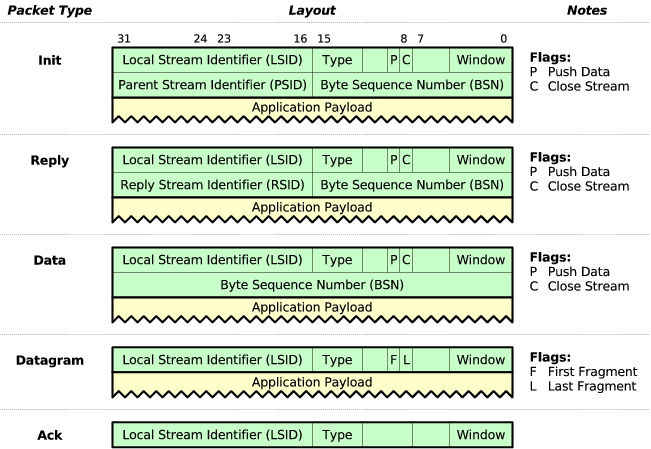 Packet Type Layout Notes
31 24 23 16 15 8 7 0
Init
Local Stream Identifier (LSID) Type P C Window
Parent Stream Identifier (PSID) Byte Sequence Number (BSN)
Application Payload
Flags:
P Push Data
C Close Stream
Reply
Local Stream Identifier (LSID) Type P C Window
Reply Stream Identifier (RSID) Byte Sequence Number (BSN)
Application Payload
Flags:
P Push Data
C Close Stream
Data
Local Stream Identifier (LSID) Type P C Window
Byte Sequence Number (BSN)
Application Payload
Flags:
P Push Data
C Close Stream
Datagram
Local Stream Identifier (LSID) Type F L Window
Application Payload
Flags:
F First Fragment
L Last Fragment
Ack
Local Stream Identifier (LSID) Type Window